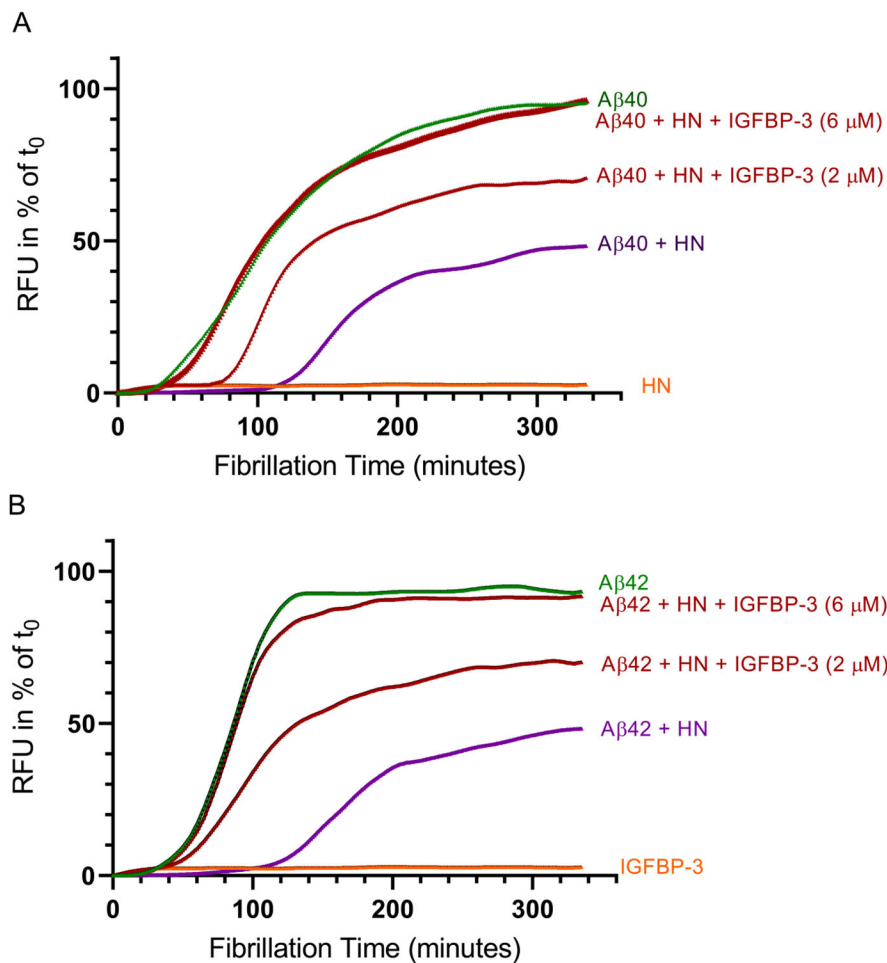 A
100
50
0
RFU in % of t0
0
100
200
300
Fibrillation Time (minutes)
Aβ40
Aβ40 + HN + IGFBP-3 (6 μM)
Aβ40 + HN + IGFBP-3 (2 μM)
Aβ40 + HN
HN
B
100
50
0
RFU in % of t0
0
100
200
300
Fibrillation Time (minutes)
Aβ42
Aβ42 + HN + IGFBP-3 (6 μM)
Aβ42 + HN + IGFBP-3 (2 μM)
Aβ42 + HN
IGFBP-3